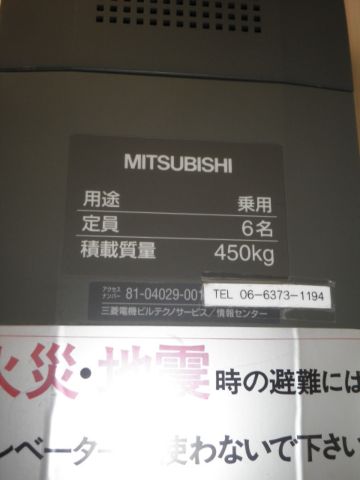 MITSUBISHI
用途 乗用
定員 6名
積載質量 450kg
アクセスナンバー 81-04029-001 TEL 06-6373-1194
三菱電機ビルテクノサービス/情報センター
火災・地震時の避難には
ベーター 使わないで下さい